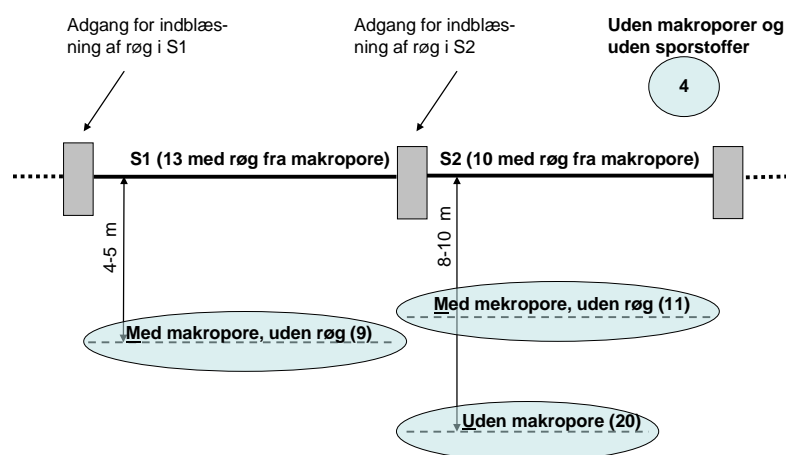 Adgang for indblæs-
ning af røg i S1
Adgang for indblæs-
ning af røg i S2
Uden makroporer og
uden sporstoffer
4
S1 (13 med røg fra makropore)
S2 (10 med røg fra makropore)
4-5 m
8-10 m
Med mekropore, uden røg (11)
Med makropore, uden røg (9)
Uden makropore (20)